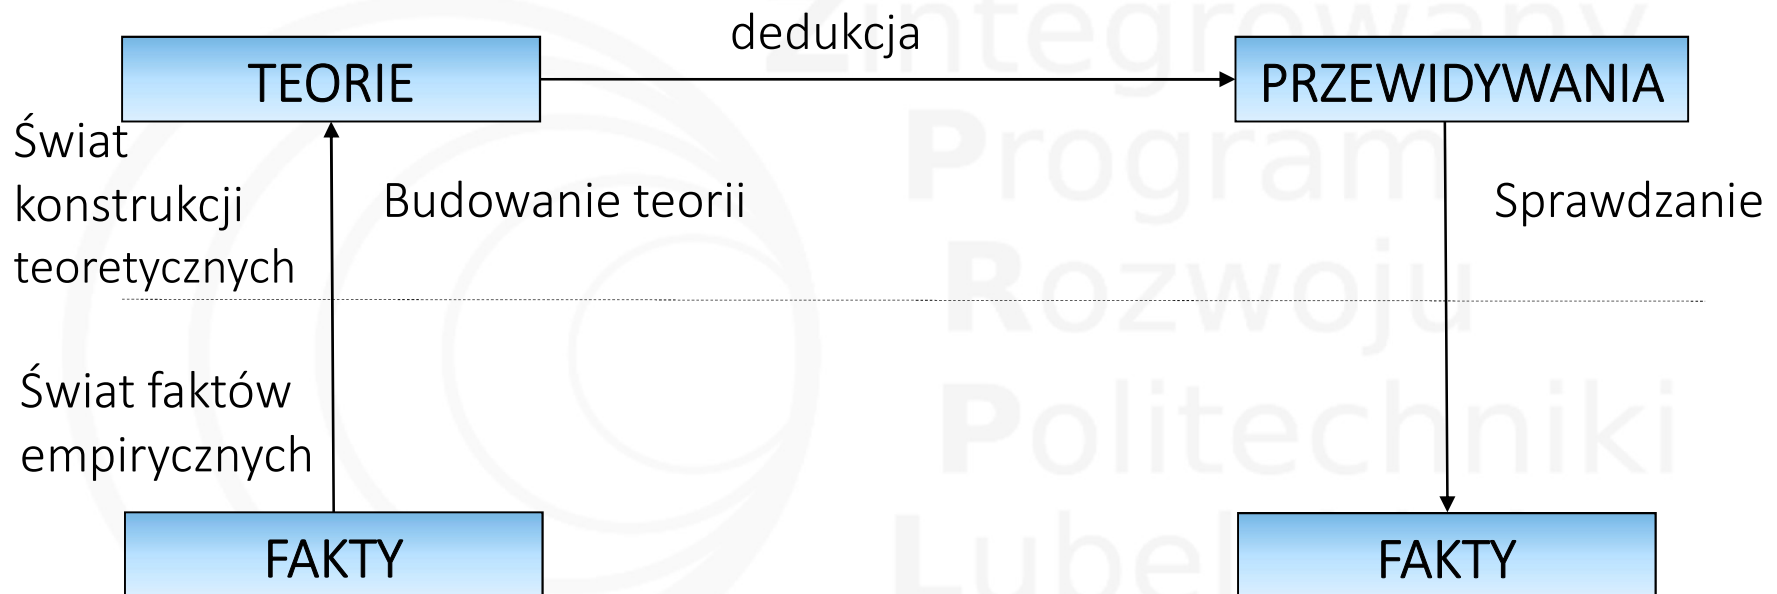 Zintegrowany
dedukcja
TEORIE
PRZEWIDYWANIA
Program
Świat
konstrukcji
teoretycznych
Budowanie teorii
Sprawdzanie
Rozwoju
Świat faktów
empirycznych
Politechniki
FAKTY
Lubel
FAKTY